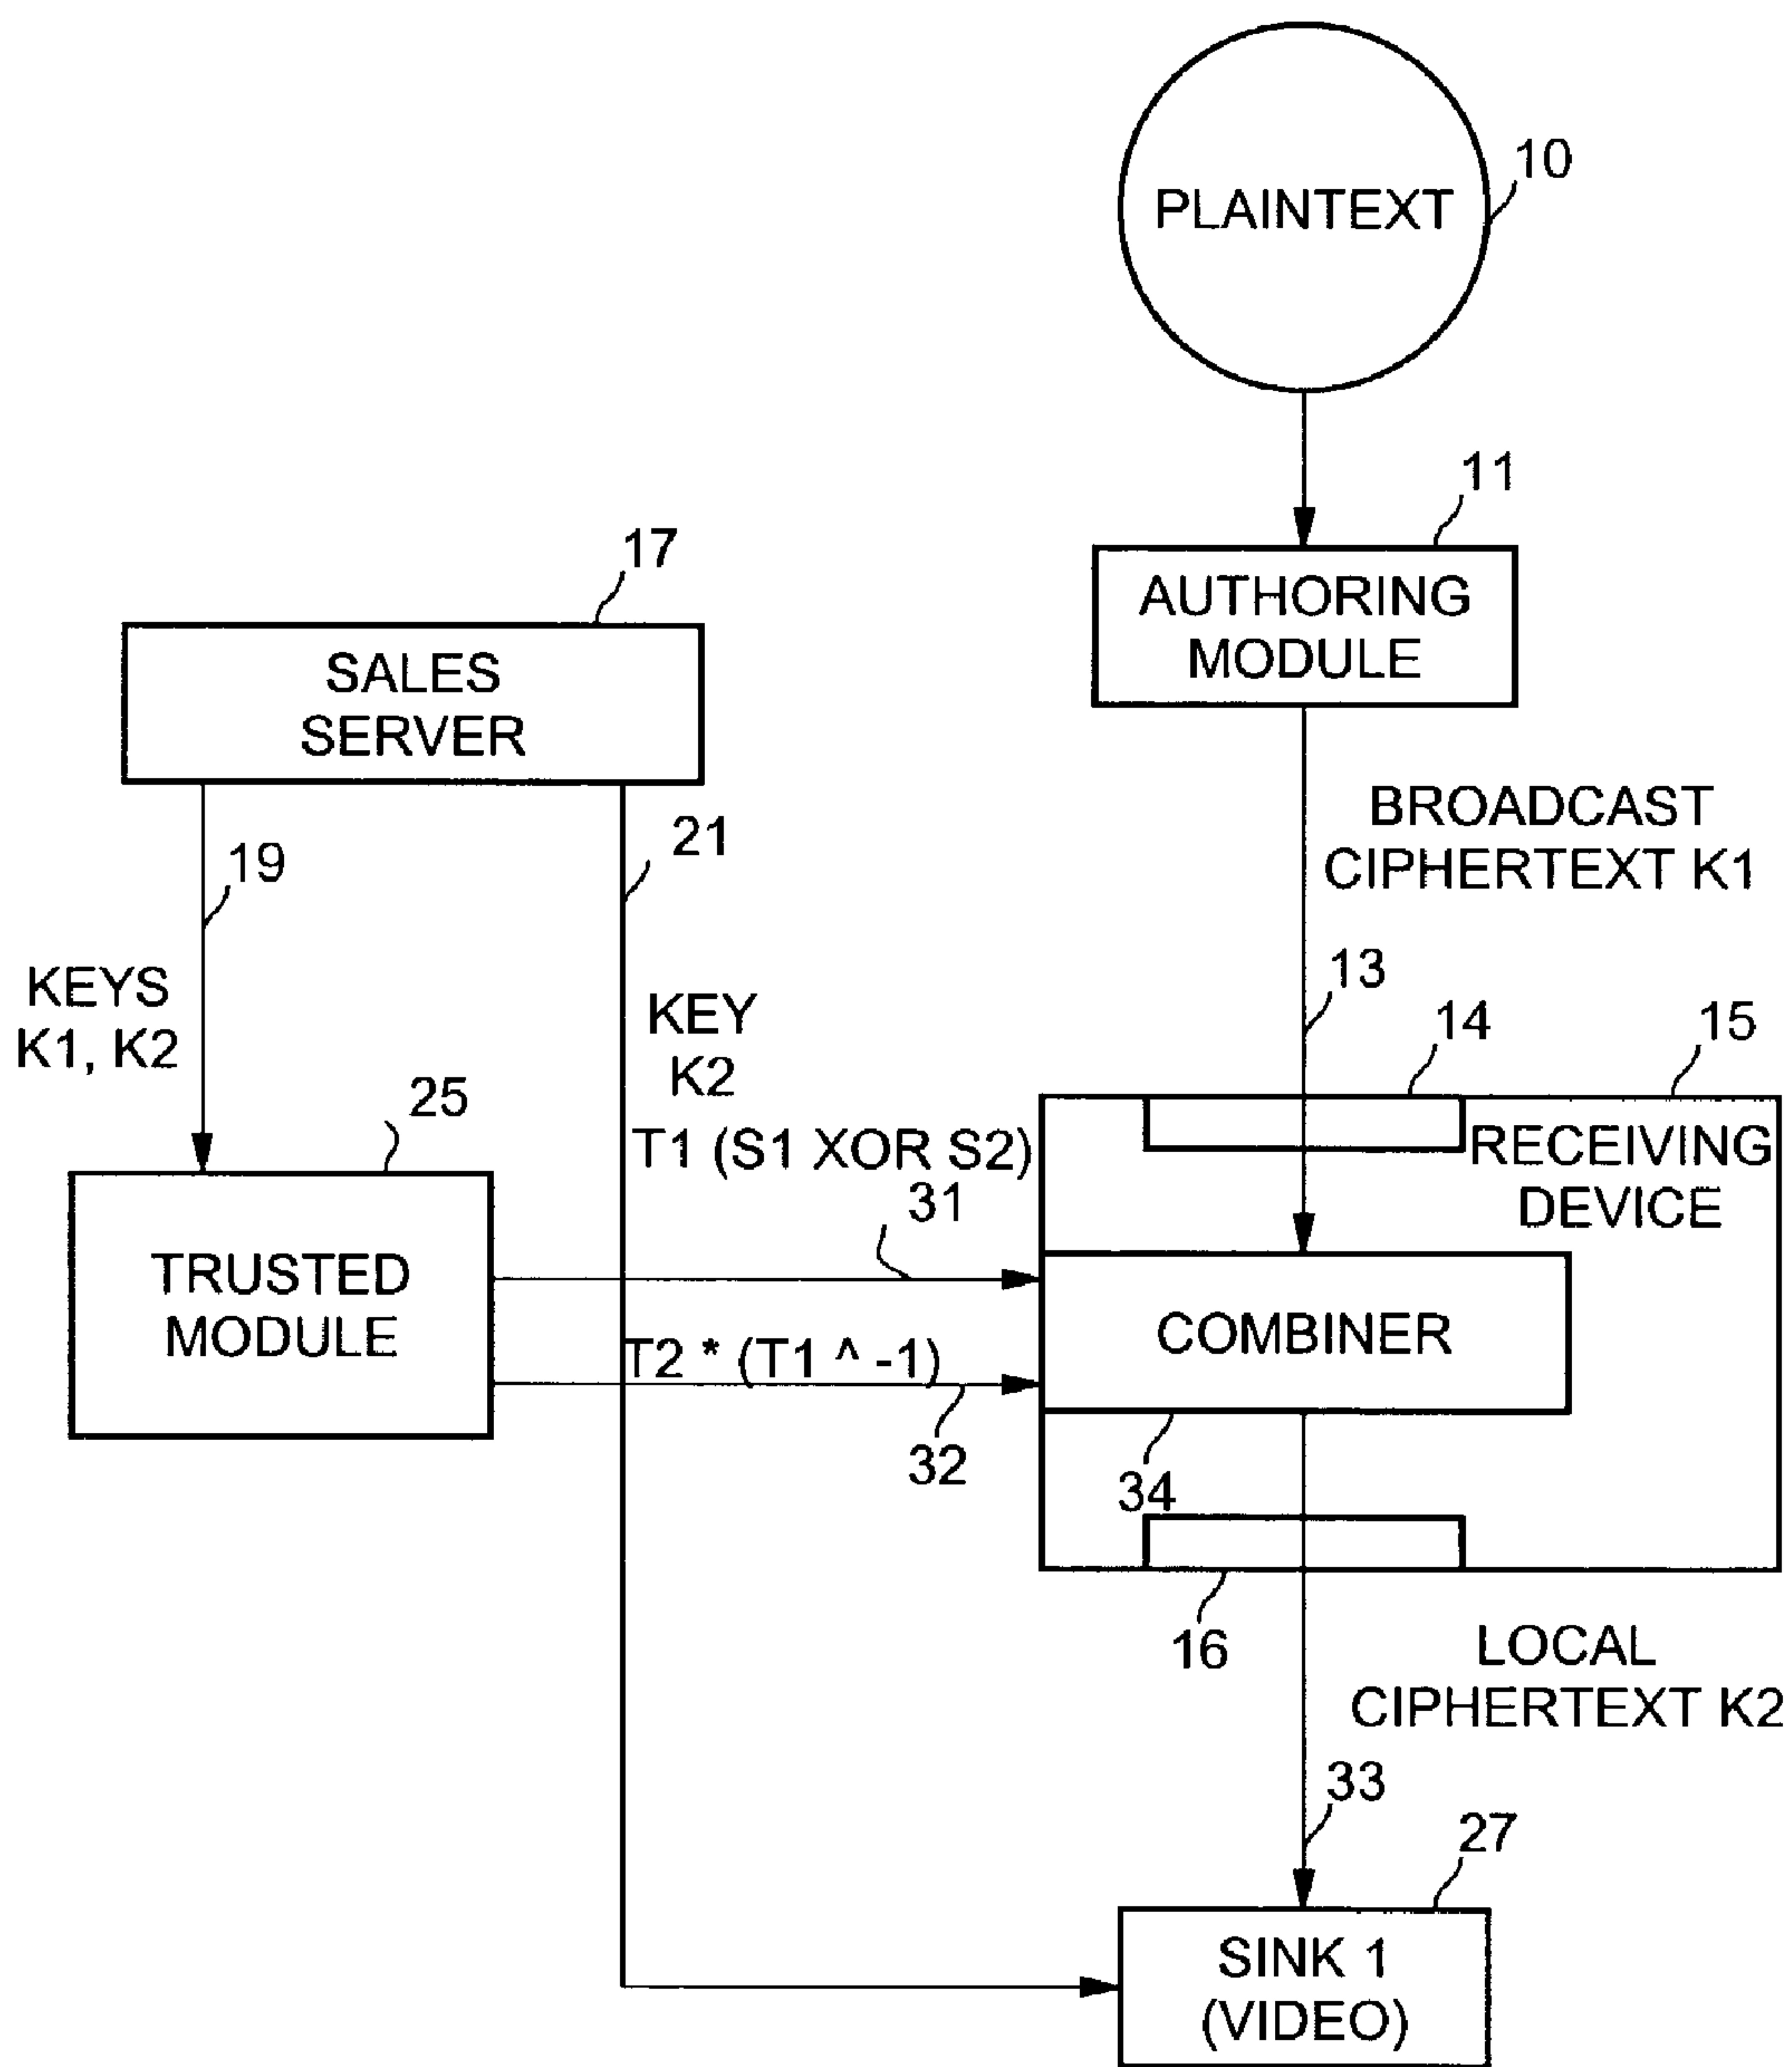 PLAINTEXT
10
11
AUTHORING
MODULE
17
SALES
SERVER
BROADCAST
CIPHERTEXT K1
19
21
KEYS
K1, K2
KEY
K2
13
14
15
25
T1 (S1 XOR S2)
31
RECEIVING
DEVICE
TRUSTED
MODULE
COMBINER
T2 * (T1 ^ -1)
32
34
16
LOCAL
CIPHERTEXT K2
33
27
SINK 1
(VIDEO)